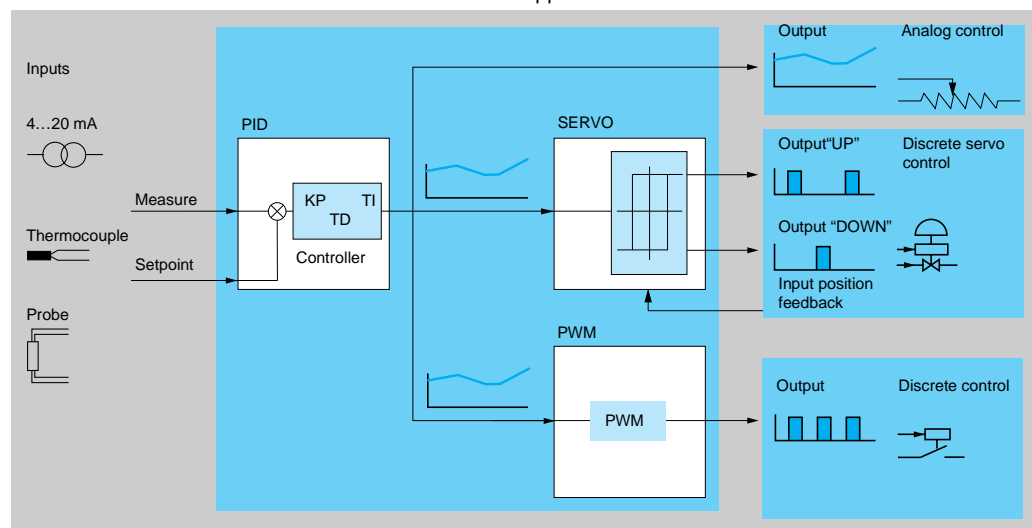 Output
Analog control
Inputs
4…20 mA
PID
SERVO
Output“UP”
Discrete servo
control
Measure
KP
TI
TD
Thermocouple
Output “DOWN”
Setpoint
Controller
Input position
feedback
Probe
PWM
Output
Discrete control
PWM